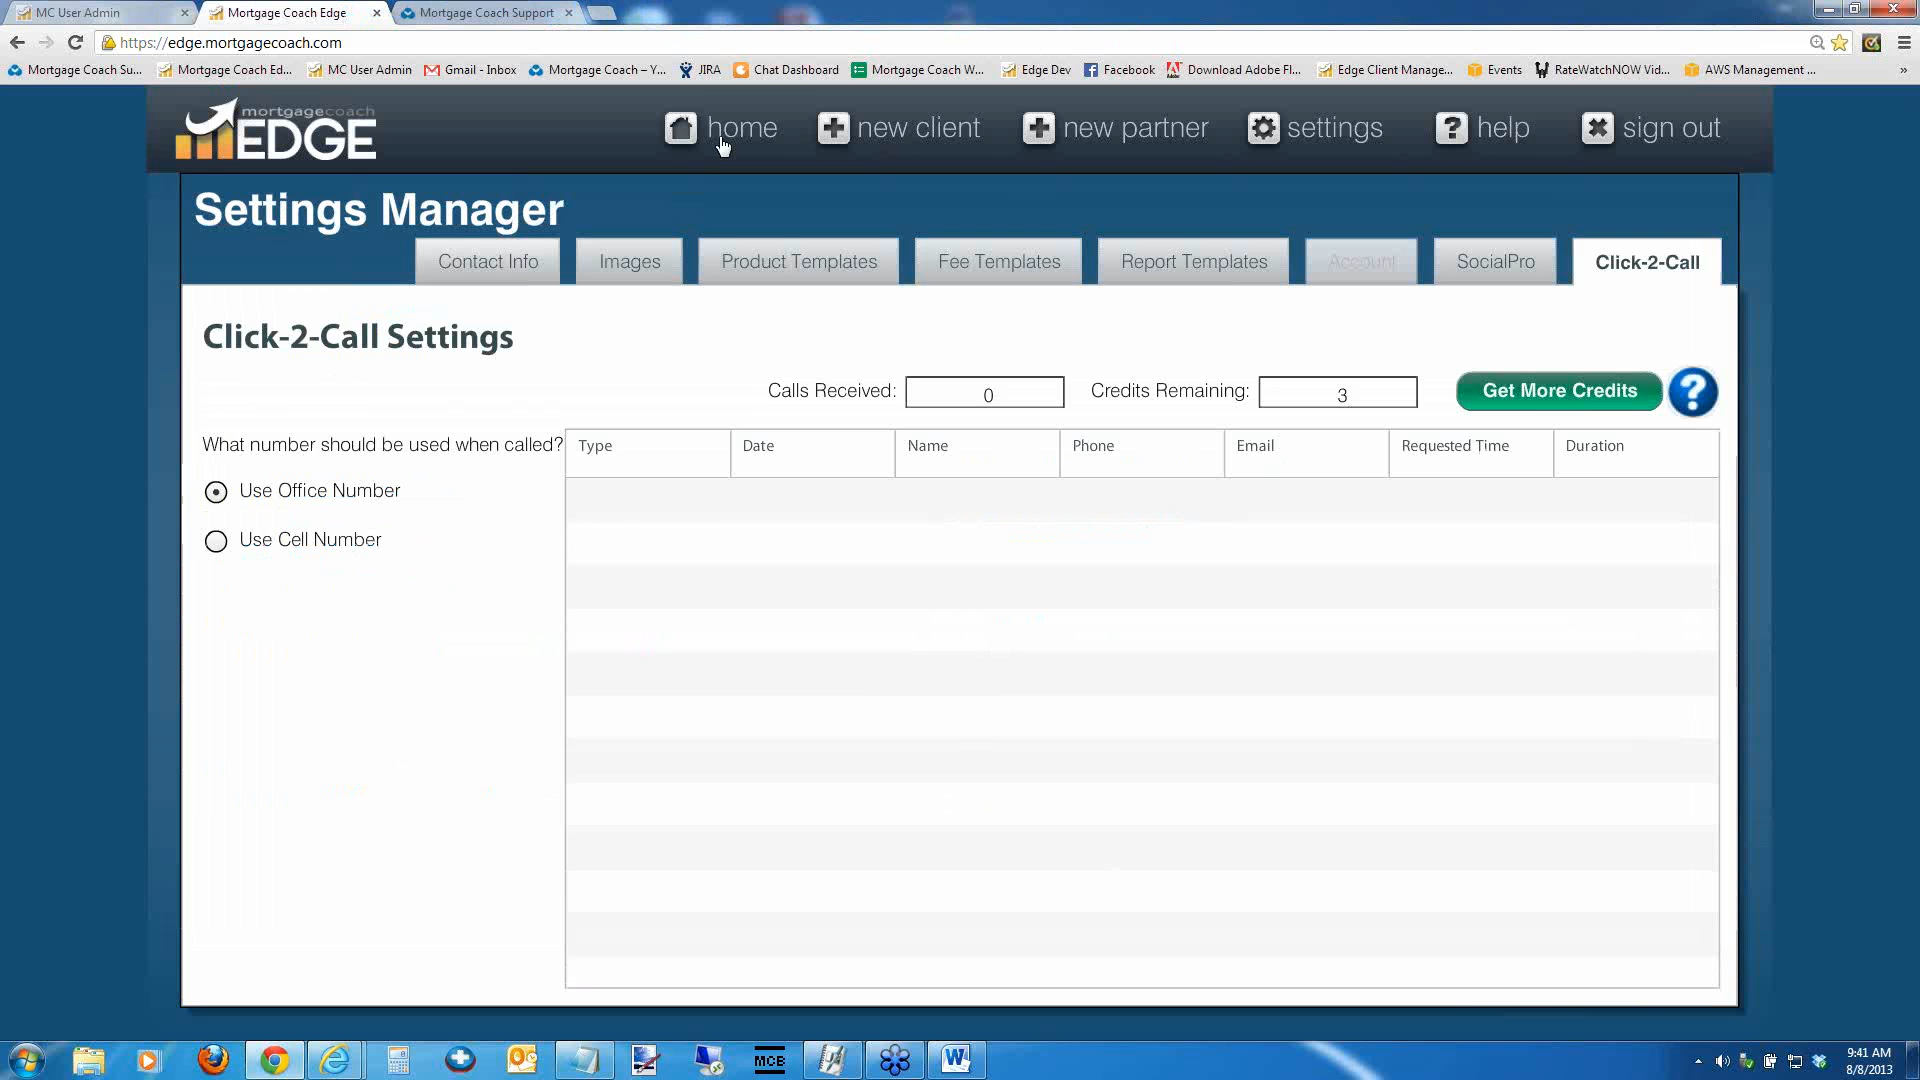 MC User Admin
Mortgage Coach Edge
Mortgage Coach Support
https://edge.mortgagecoach.com
Mortgage Coach Su...
Mortgage Coach Ed...
MC User Admin
Gmail - Inbox
Mortgage Coach – Y...
JIRA
Chat Dashboard
Mortgage Coach W...
Edge Dev
Facebook
Download Adobe Fl...
Edge Client Manage...
Events
RateWatchNOW Vid...
AWS Management ...
»
mortgagecoach
EDGE
home
new client
new partner
settings
help
sign out
Settings Manager
Contact Info
Images
Product Templates
Fee Templates
Report Templates
Account
SocialPro
Click-2-Call
Click-2-Call Settings
Calls Received: 0
Credits Remaining: 3
Get More Credits
?
What number should be used when called?
Use Office Number
Use Cell Number
Type
Date
Name
Phone
Email
Requested Time
Duration
MCB
9:41 AM
8/8/2013